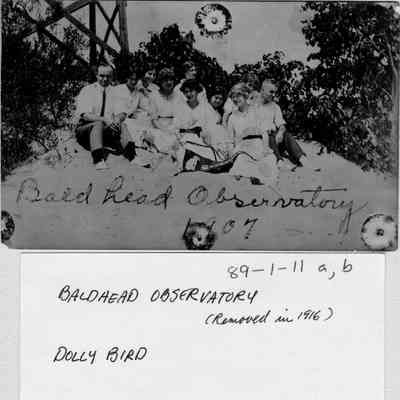 Bald head Observatory
1907
89-1-11 a, b
BALDHEAD OBSERVATORY
(Removed in 1916)
DOLLY BIRD